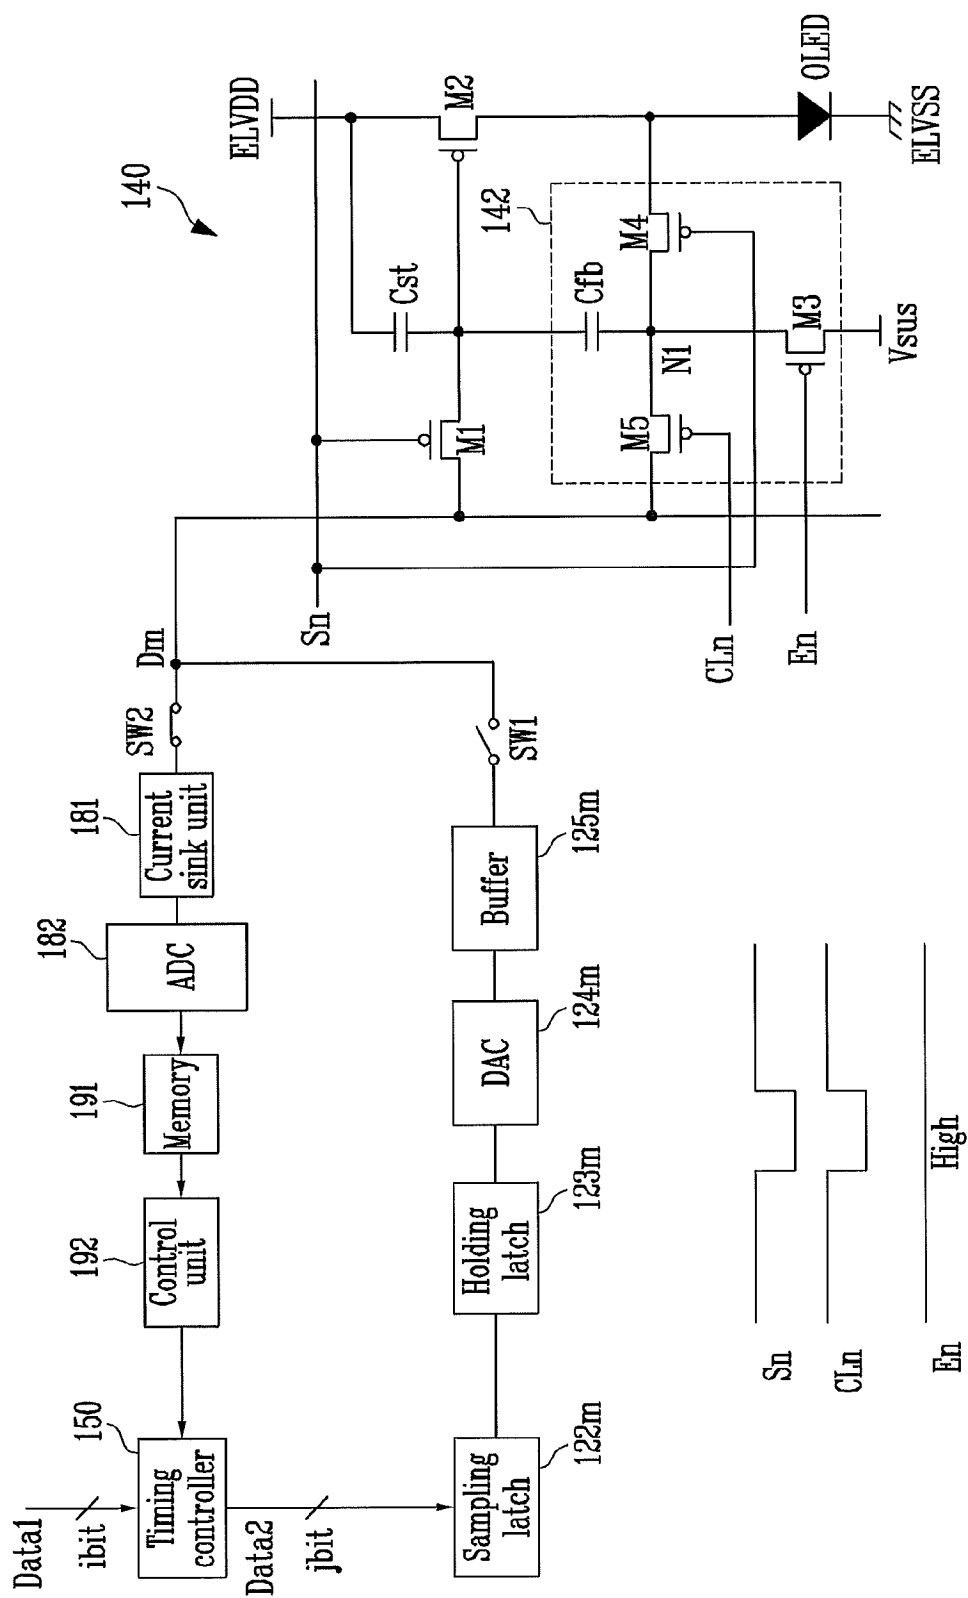 Data1
ibit
150
Timing
controller
Data2
jbit
192
Control
unit
191
Memory
182
ADC
181
Current
sink unit
SW2
Dm
122m
Sampling
latch
123m
Holding
latch
124m
DAC
125m
Buffer
SW1
140
ELVDD
Sn
Cst
M1
M2
142
Cfb
M5
M4
N1
M3
CLn
En
Vsus
OLED
ELVSS
Sn
CLn
En
High